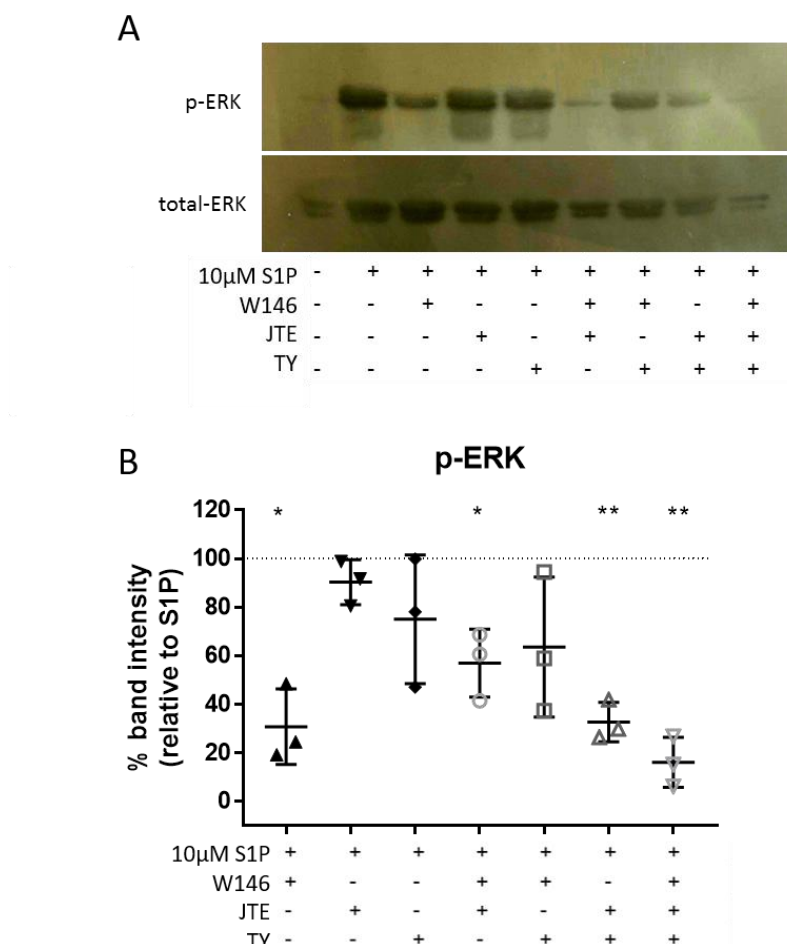 A
p-ERK
total-ERK
10µM S1P - + + + + + + + +
W146 - - + - - + + - +
JTE - - - + - + - + +
TY - - - - + - + + +
B
p-ERK
% band intensity
(relative to S1P)
120
100
80
60
40
20
0
* * ** **
10µM S1P + + + + + + +
W146 + - - + + - +
JTE - + - + - + +
TY - - + - + + +